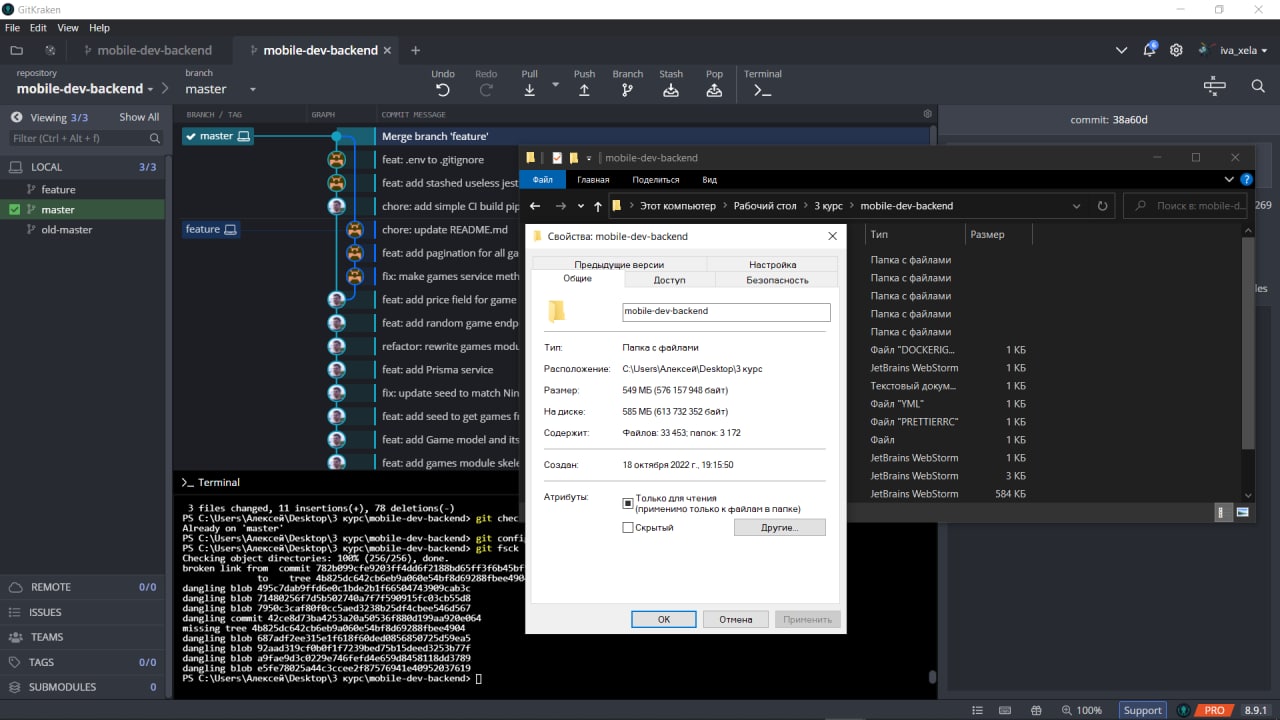 GitKraken
File Edit View Help
mobile-dev-backend
mobile-dev-backend
repository
mobile-dev-backend
branch
master
Undo
Redo
Pull
Push
Branch
Stash
Pop
Terminal
6
iva_xela
Viewing 3/3
Show All
Filter (Ctrl + Alt + f)
LOCAL 3/3
feature
master
old-master
REMOTE 0/0
ISSUES
TEAMS
TAGS 0/0
SUBMODULES 0
BRANCH / TAG
GRAPH
COMMIT MESSAGE
master
Merge branch 'feature'
feat: .env to .gitignore
feat: add stashed useless jest
chore: add simple CI build pip
feature
chore: update README.md
feat: add pagination for all ga
fix: make games service meth
feat: add price field for game
feat: add random game endp
refactor: rewrite games modu
feat: add Prisma service
fix: update seed to match Nin
feat: add seed to get games fr
feat: add Game model and its
feat: add games module skele
commit: 38a60d
269
les
Terminal
3 files changed, 11 insertions(+), 78 deletions(-)
PS C:\Users\Алексей\Desktop\3 курс\mobile-dev-backend> git chec
Already on 'master'
PS C:\Users\Алексей\Desktop\3 курс\mobile-dev-backend> git confi
PS C:\Users\Алексей\Desktop\3 курс\mobile-dev-backend> git fsck
Checking object directories: 100% (256/256), done.
broken link from  commit 782b099cfe9203ff4dd6f2188bd65ff3f6b45bf
to    tree 4b825dc642cb6eb9a060e54bf8d69288fbee490
dangling blob 495c7dab9ffd6e0c1bde2b1f66504743909cab3c
dangling blob 71480256f7d5b502740a7f7f590915fc03cb55d8
dangling blob 7950c3caf80f0cc5aed3238b25df4cbee546d567
dangling commit 42ce8d73ba4253a20a50536f880d199aa920e064
missing tree 4b825dc642cb6eb9a060e54bf8d69288fbee4904
dangling blob 687adf2ee315e1f618f60ded0856850725d59ea5
dangling blob 92aad319cf0b0f1f7239bed75b15deed3253b77f
dangling blob a9fae9d3c0229e746fefd4e659d8458118dd3789
dangling blob e5fe78025a44c3ccee2f87576941e40952037619
PS C:\Users\Алексей\Desktop\3 курс\mobile-dev-backend>
mobile-dev-backend
Файл
Главная
Поделиться
Вид
Этот компьютер
Рабочий стол
3 курс
mobile-dev-backend
Поиск в: mobile-d...
Тип
Размер
Папка с файлами
Папка с файлами
Папка с файлами
Папка с файлами
Папка с файлами
Файл "DOCKERIG... 1 КБ
JetBrains WebStorm 1 КБ
Текстовый докум... 1 КБ
Файл "YML" 1 КБ
Файл "PRETTIERRC" 1 КБ
Файл 1 КБ
JetBrains WebStorm 1 КБ
JetBrains WebStorm 3 КБ
JetBrains WebStorm 584 КБ
Свойства: mobile-dev-backend
Предыдущие версии
Настройка
Общие
Доступ
Безопасность
mobile-dev-backend
Тип: Папка с файлами
Расположение: C:\Users\Алексей\Desktop\3 курс
Размер: 549 МБ (576 157 948 байт)
На диске: 585 МБ (613 732 352 байт)
Содержит: Файлов: 33 453; папок: 3 172
Создан: 18 октября 2022 г., 19:15:50
Атрибуты: Только для чтения
(применимо только к файлам в папке)
Скрытый
Другие...
ОК
Отмена
Применить
100%
Support
PRO
8.9.1